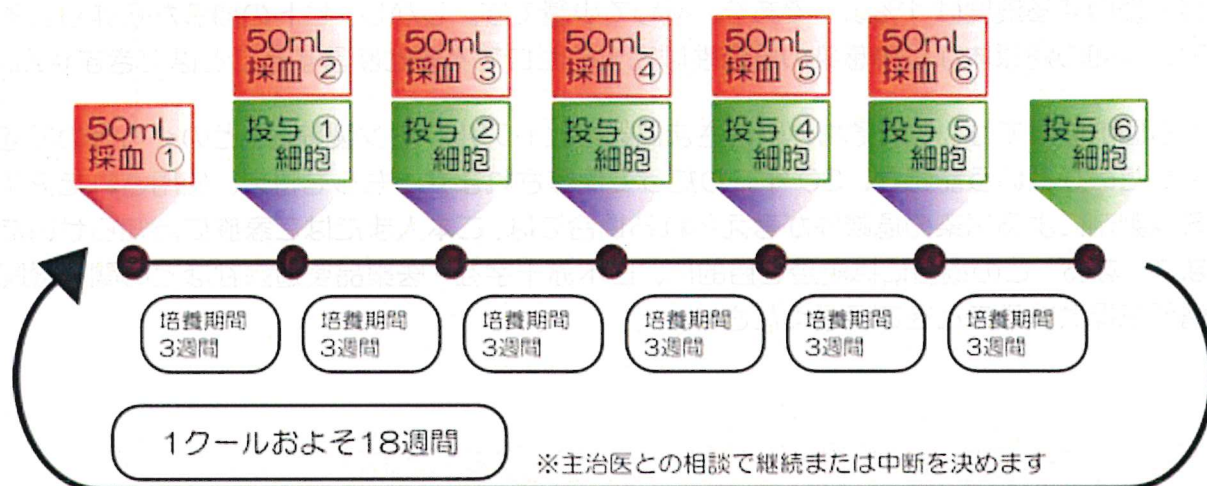 50mL
採血 ①
50mL
採血 ②
投与 ①
細胞
50mL
採血 ③
投与 ②
細胞
50mL
採血 ④
投与 ③
細胞
50mL
採血 ⑤
投与 ④
細胞
50mL
採血 ⑥
投与 ⑤
細胞
投与 ⑥
細胞
培養期間
3週間
培養期間
3週間
培養期間
3週間
培養期間
3週間
培養期間
3週間
培養期間
3週間
1クールおよそ18週間
※主治医との相談で継続または中断を決めます